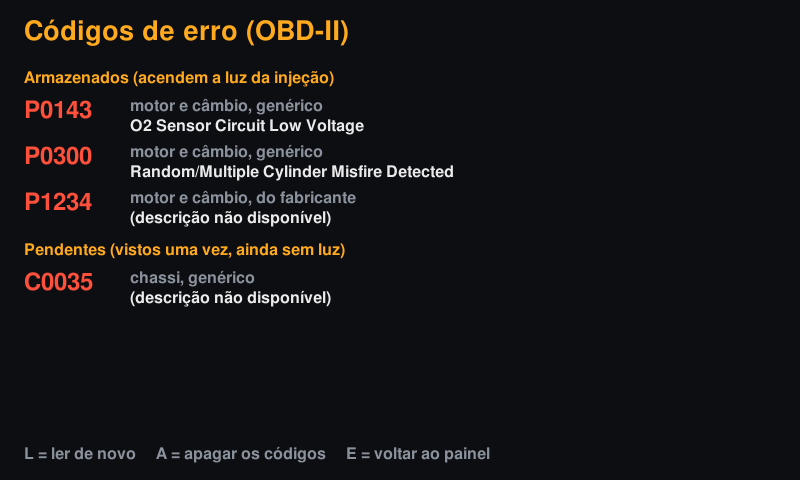 Códigos de erro (OBD-II)
Armazenados (acendem a luz da injeção)
P0143
motor e câmbio, genérico
O2 Sensor Circuit Low Voltage
P0300
motor e câmbio, genérico
Random/Multiple Cylinder Misfire Detected
P1234
motor e câmbio, do fabricante
(descrição não disponível)
Pendentes (vistos uma vez, ainda sem luz)
C0035
chassi, genérico
(descrição não disponível)
L = ler de novo A = apagar os códigos E = voltar ao painel